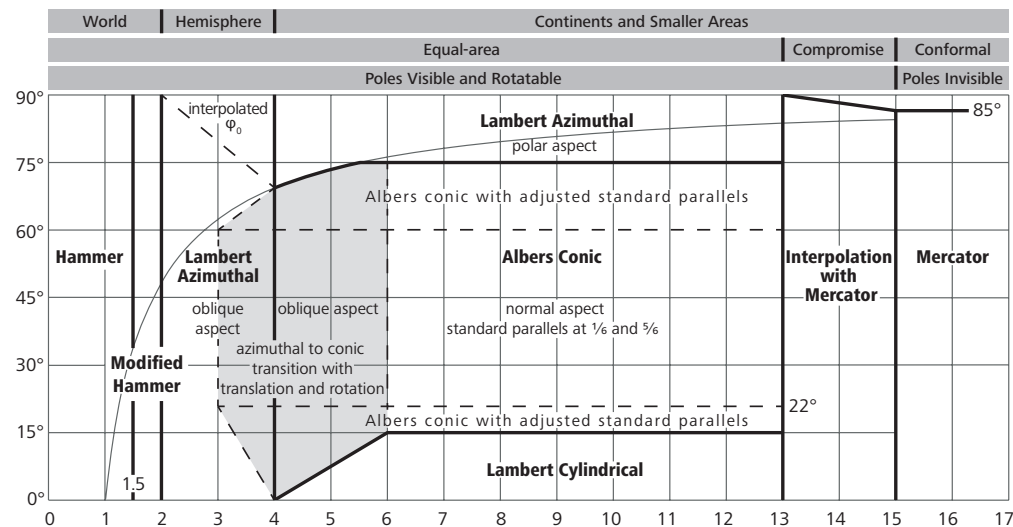 World Hemisphere Continents and Smaller Areas
Equal-area Compromise Conformal
Poles Visible and Rotatable Poles Invisible
90°
interpolated
φ₀
Lambert Azimuthal
polar aspect
85°
75°
Albers conic with adjusted standard parallels
60°
Hammer
Lambert
Azimuthal
Albers Conic
Interpolation
with
Mercator
Mercator
45°
oblique
aspect
oblique aspect
normal aspect
standard parallels at ⅙ and ⅚
azimuthal to conic
transition with
translation and rotation
30°
Modified
Hammer
22°
Albers conic with adjusted standard parallels
15°
Lambert Cylindrical
1.5
0°
0 1 2 3 4 5 6 7 8 9 10 11 12 13 14 15 16 17